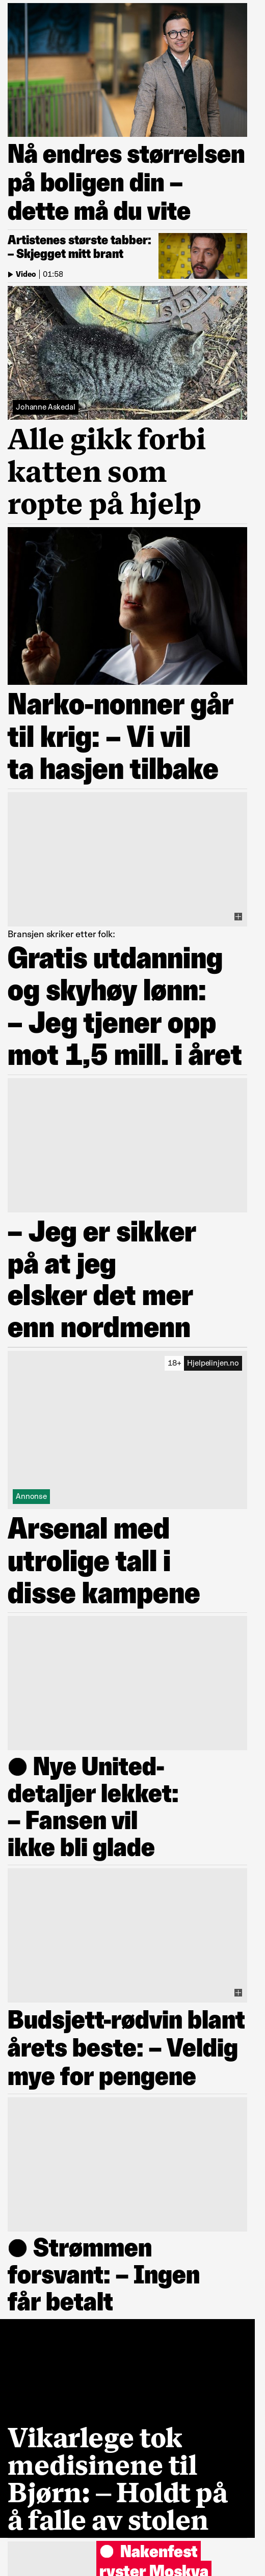 Nå endres størrelsen
på boligen din –
dette må du vite
Artistenes største tabber:
– Skjegget mitt brant
Video | 01:58
Johanne Askedal
Alle gikk forbi
katten som
ropte på hjelp
Narko-nonner går
til krig: – Vi vil
ta hasjen tilbake
Bransjen skriker etter folk:
Gratis utdanning
og skyhøy lønn:
– Jeg tjener opp
mot 1,5 mill. i året
– Jeg er sikker
på at jeg
elsker det mer
enn nordmenn
18+ Hjelpelinjen.no
Annonse
Arsenal med
utrolige tall i
disse kampene
● Nye United-
detaljer lekket:
– Fansen vil
ikke bli glade
Budsjett-rødvin blant
årets beste: – Veldig
mye for pengene
● Strømmen
forsvant: – Ingen
får betalt
Vikarlege tok
medisinene til
Bjørn: – Holdt på
å falle av stolen
● Nakenfest
ryster Moskva